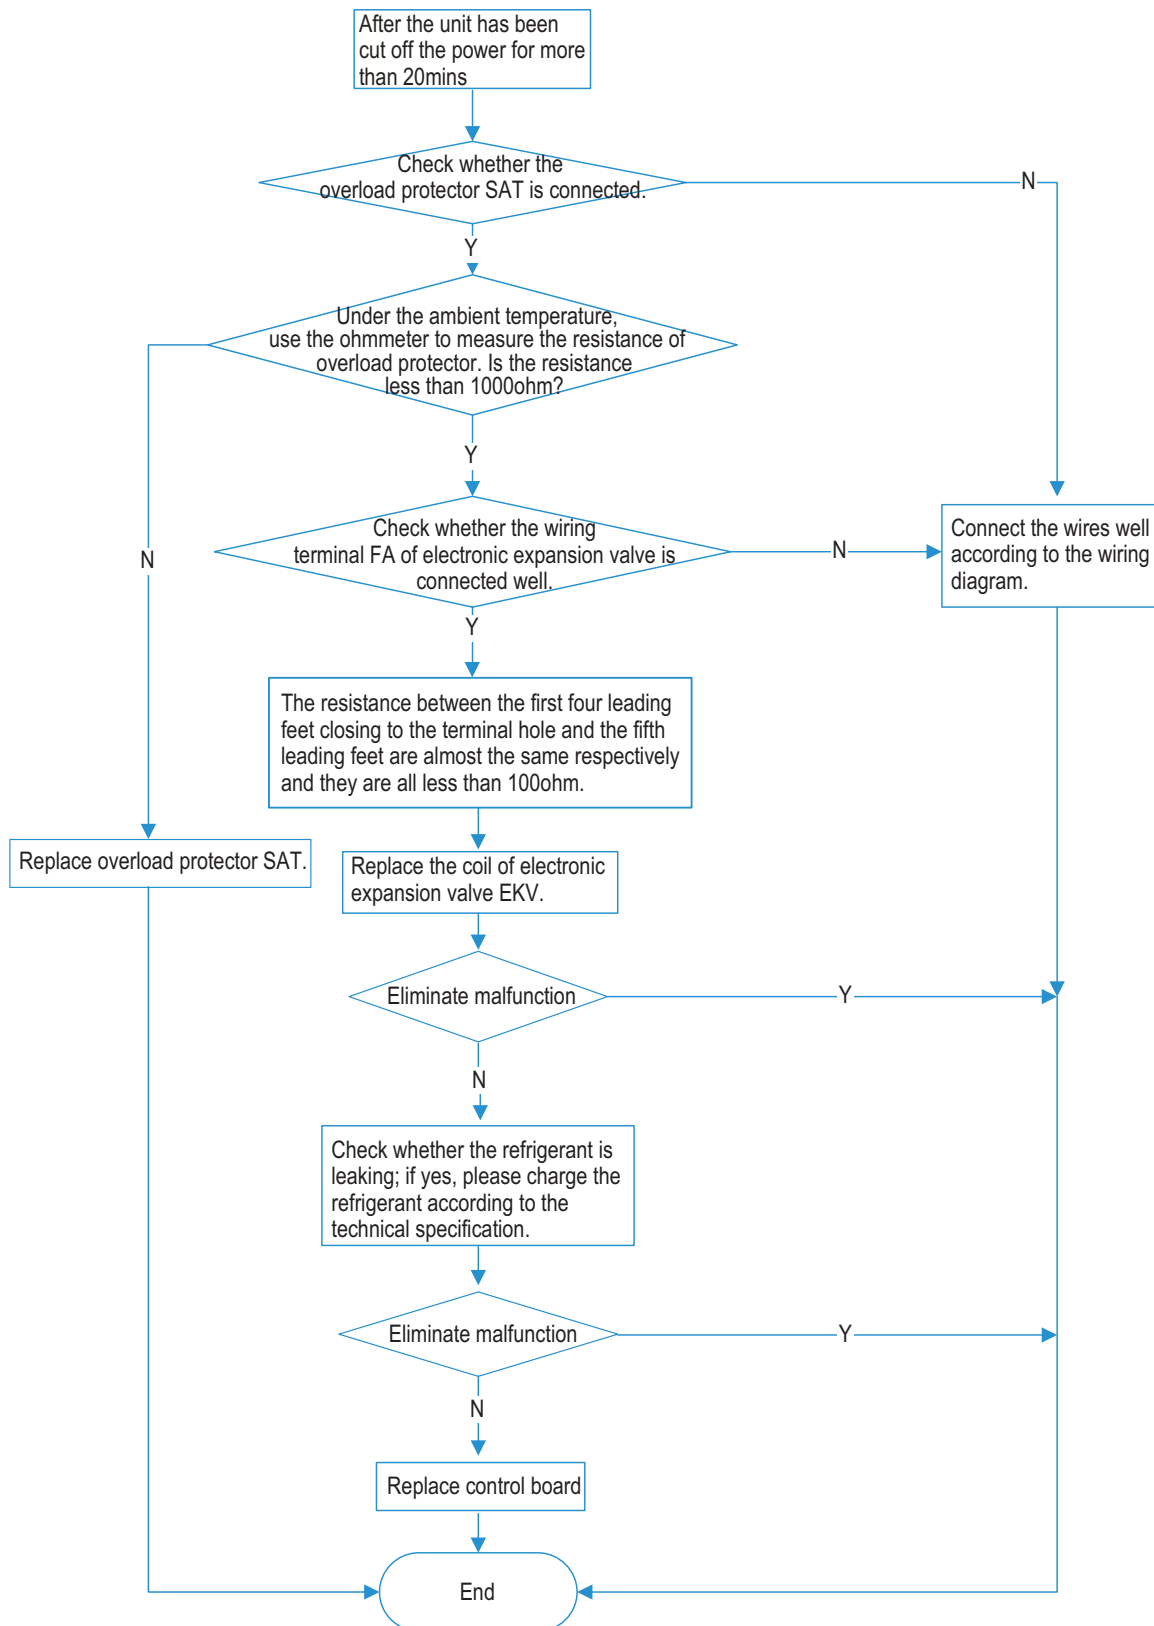 After the unit has been
cut off the power for more
than 20mins
Check whether the
overload protector SAT is connected.
N
Y
Under the ambient temperature,
use the ohmmeter to measure the resistance of
overload protector. Is the resistance
less than 1000ohm?
Y
N
Check whether the wiring
terminal FA of electronic expansion valve is
connected well.
N
Connect the wires well
according to the wiring
diagram.
Y
The resistance between the first four leading
feet closing to the terminal hole and the fifth
leading feet are almost the same respectively
and they are all less than 100ohm.
Replace overload protector SAT.
Replace the coil of electronic
expansion valve EKV.
Eliminate malfunction
Y
N
Check whether the refrigerant is
leaking; if yes, please charge the
refrigerant according to the
technical specification.
Eliminate malfunction
Y
N
Replace control board
End